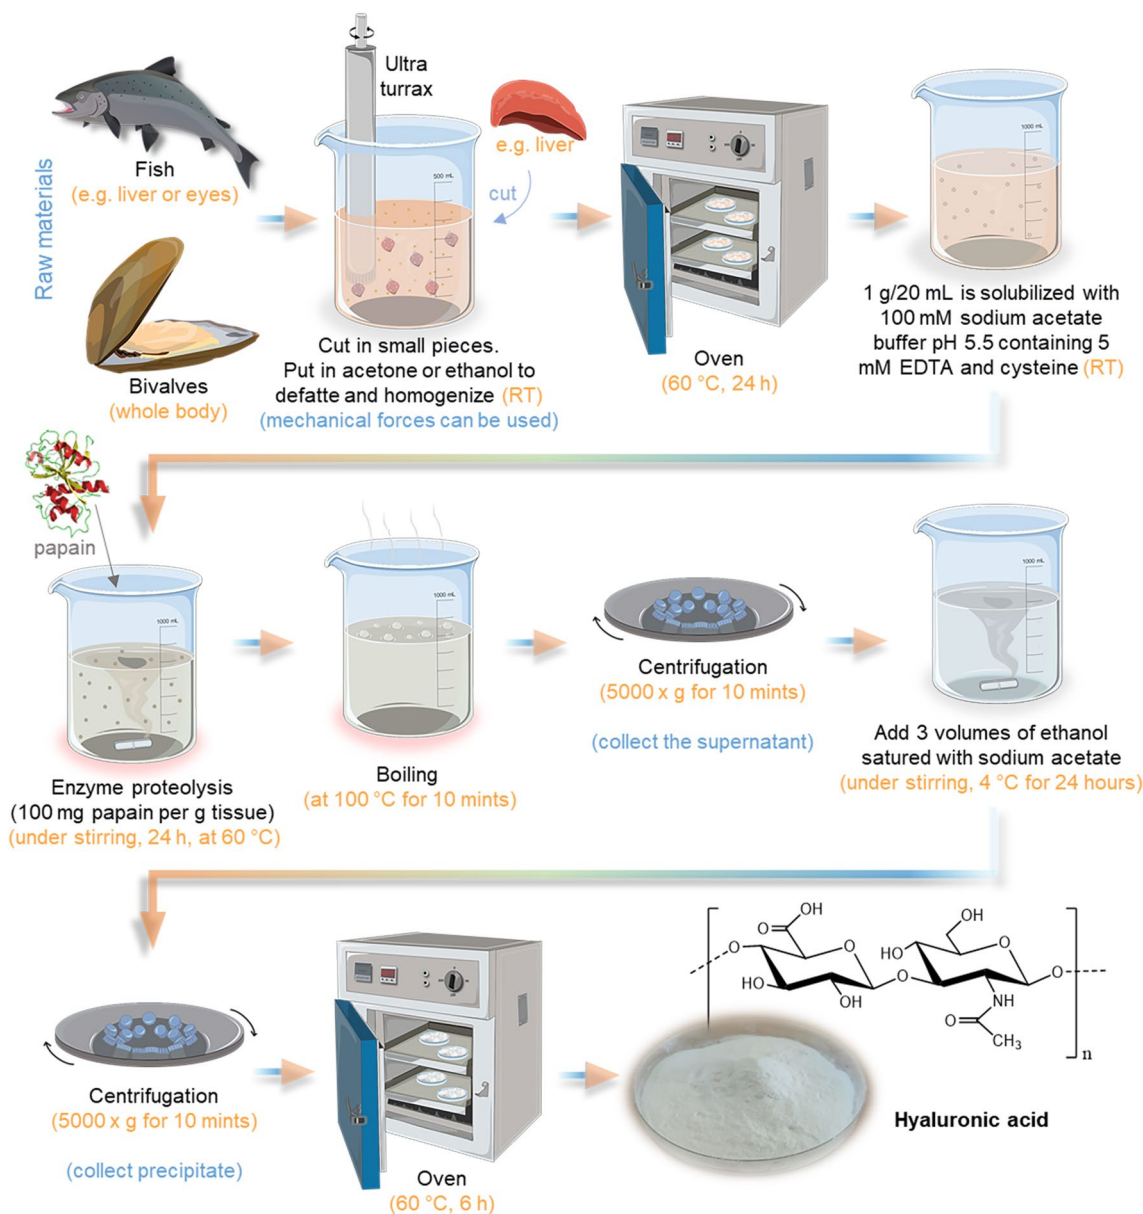 Raw materials
Fish
(e.g. liver or eyes)
Bivalves
(whole body)
Ultra
turrax
500 mL
e.g. liver
cut
Cut in small pieces.
Put in acetone or ethanol to
defatte and homogenize (RT)
(mechanical forces can be used)
Oven
(60 °C, 24 h)
1000 mL
1 g/20 mL is solubilized with
100 mM sodium acetate
buffer pH 5.5 containing 5
mM EDTA and cysteine (RT)
papain
1000 mL
Enzyme proteolysis
(100 mg papain per g tissue)
(under stirring, 24 h, at 60 °C)
1000 mL
Boiling
(at 100 °C for 10 mints)
Centrifugation
(5000 x g for 10 mints)
(collect the supernatant)
1000 mL
Add 3 volumes of ethanol
satured with sodium acetate
(under stirring, 4 °C for 24 hours)
Centrifugation
(5000 x g for 10 mints)
(collect precipitate)
Oven
(60 °C, 6 h)
OH
O
O
O
HO
OH
O
OH
HO
O
O
NH
O
CH3
n
Hyaluronic acid